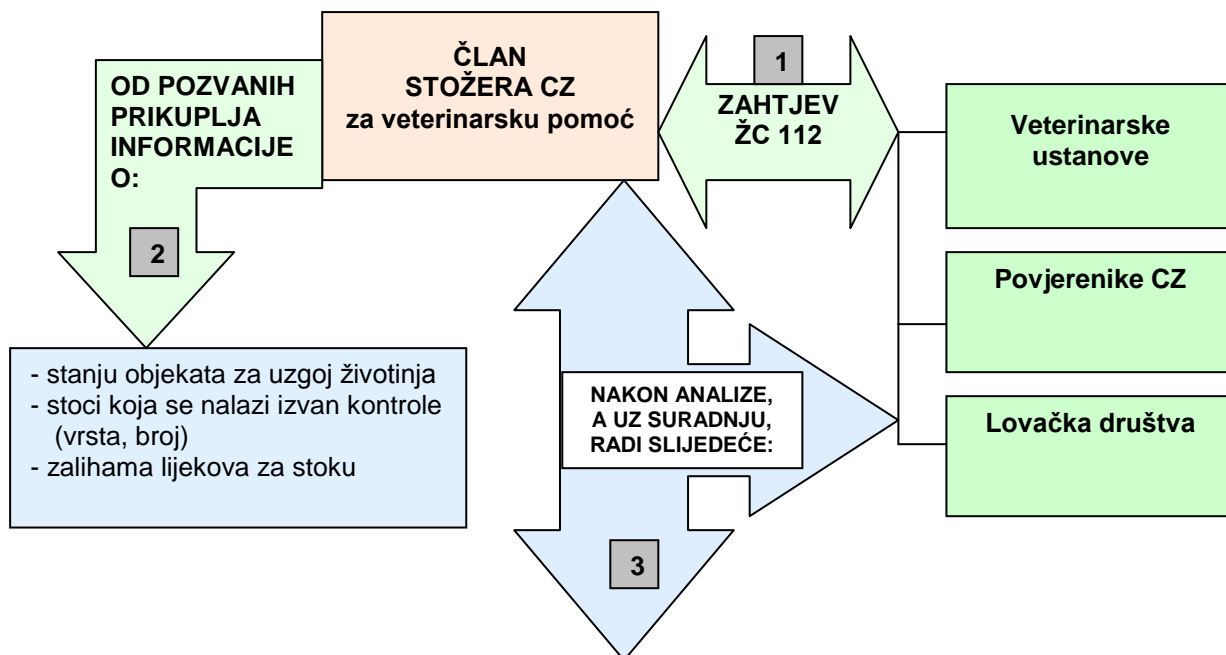 ČLAN
STOŽERA CZ
za veterinarsku pomoć
1
ZAHTJEV
ŽC 112
Veterinarske
ustanove
Povjerenike CZ
Lovačka društva
OD POZVANIH
PRIKUPLJA
INFORMACIJE
O:
2
- stanju objekata za uzgoj životinja
- stoci koja se nalazi izvan kontrole
(vrsta, broj)
- zalihama lijekova za stoku
NAKON ANALIZE,
A UZ SURADNJU,
RADI SLIJEDEĆE:
3